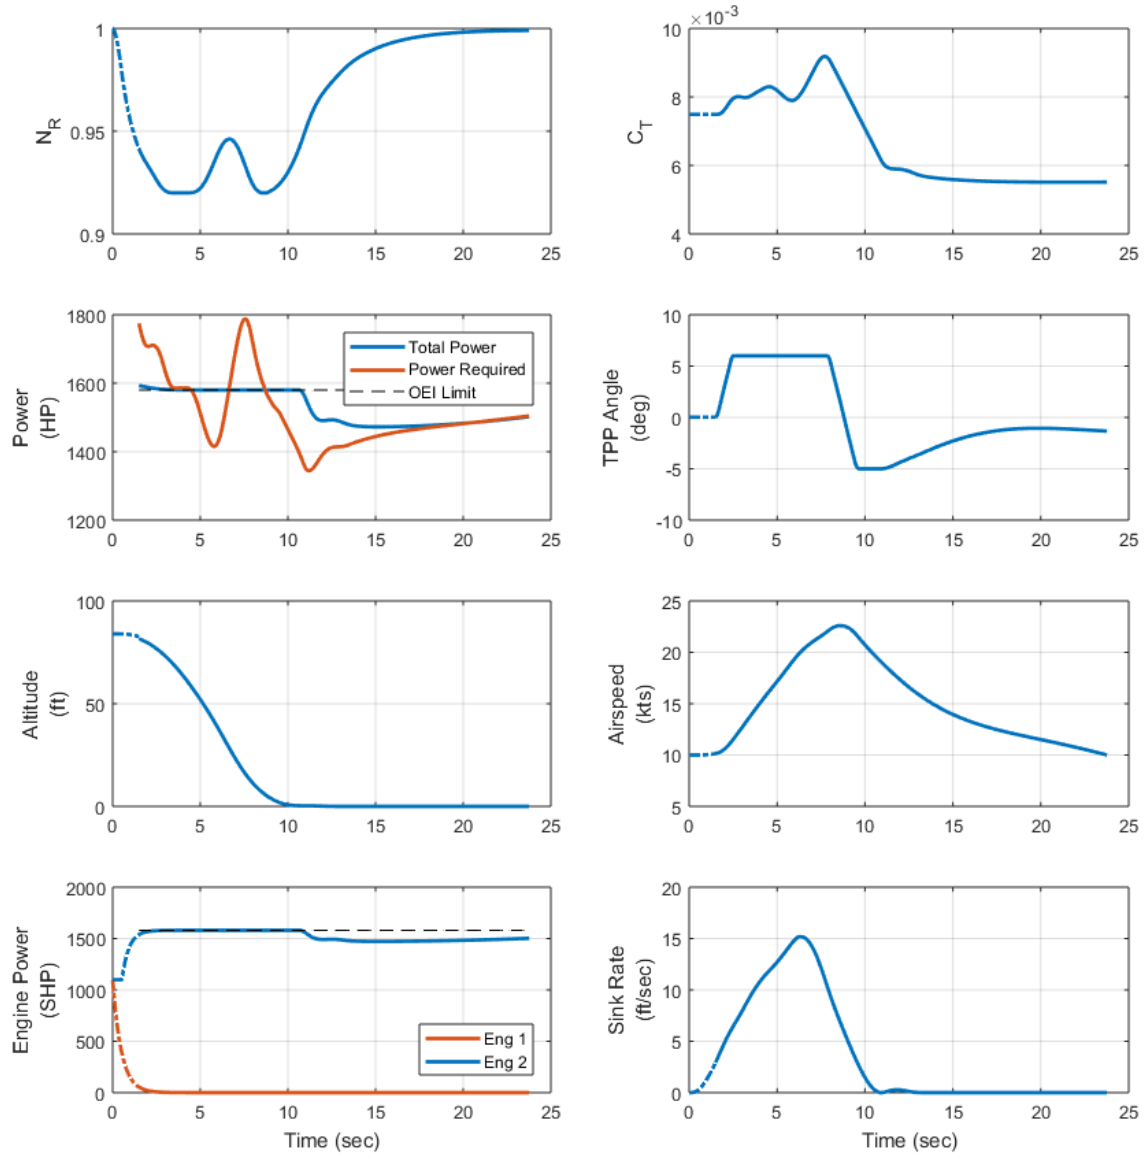 1
0.95
0.9
N_R
0 5 10 15 20 25
×10^-3
10
8
6
4
C_T
0 5 10 15 20 25
1800
1600
1400
1200
Power
(HP)
Total Power
Power Required
OEI Limit
0 5 10 15 20 25
10
5
0
-5
-10
TPP Angle
(deg)
0 5 10 15 20 25
100
50
0
Altitude
(ft)
0 5 10 15 20 25
25
20
15
10
5
Airspeed
(kts)
0 5 10 15 20 25
2000
1500
1000
500
0
Engine Power
(SHP)
Eng 1
Eng 2
0 5 10 15 20 25
Time (sec)
20
15
10
5
0
Sink Rate
(ft/sec)
0 5 10 15 20 25
Time (sec)